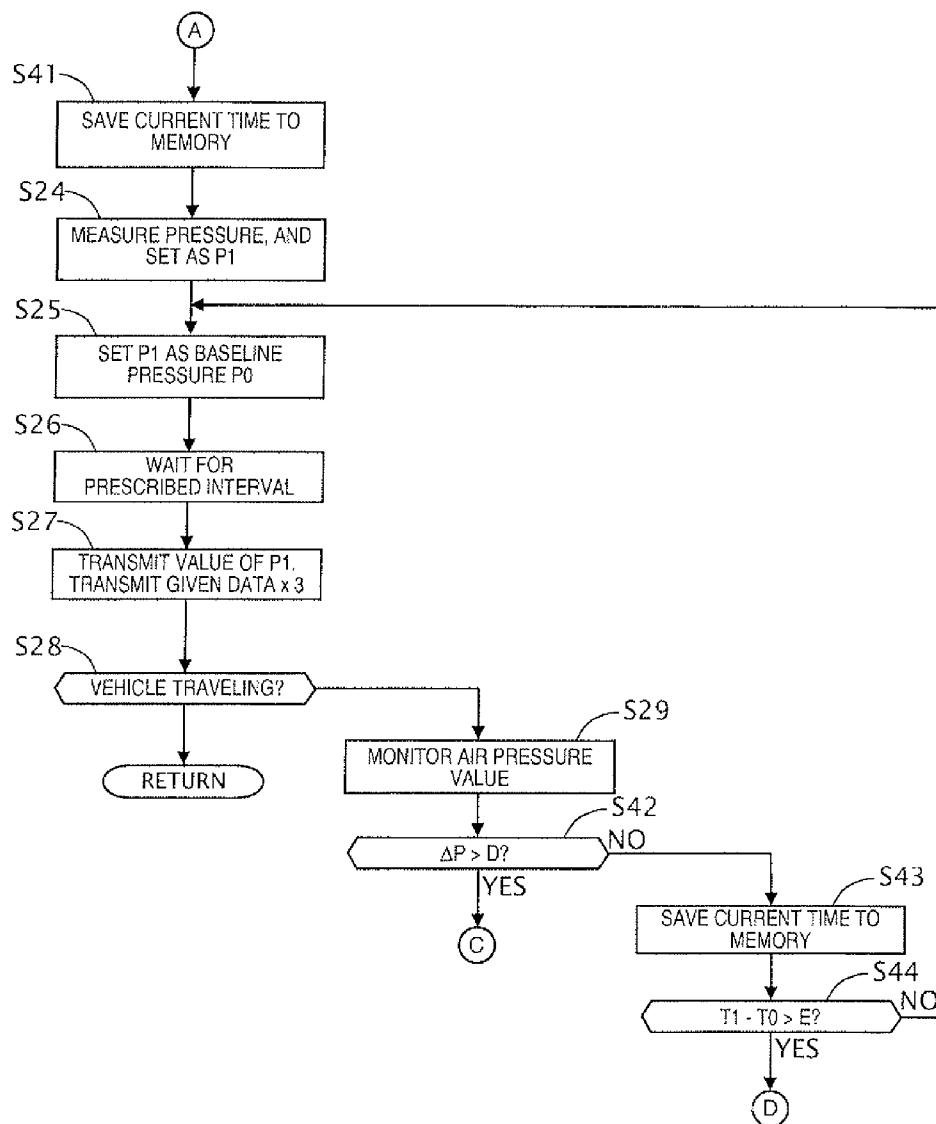 A
S41
SAVE CURRENT TIME TO
MEMORY
S24
MEASURE PRESSURE, AND
SET AS P1
S25
SET P1 AS BASELINE
PRESSURE P0
S26
WAIT FOR
PRESCRIBED INTERVAL
S27
TRANSMIT VALUE OF P1.
TRANSMIT GIVEN DATA x 3
S28
VEHICLE TRAVELING?
RETURN
S29
MONITOR AIR PRESSURE
VALUE
S42
ΔP > D?
NO
YES
C
S43
SAVE CURRENT TIME TO
MEMORY
S44
T1 - T0 > E?
NO
YES
D